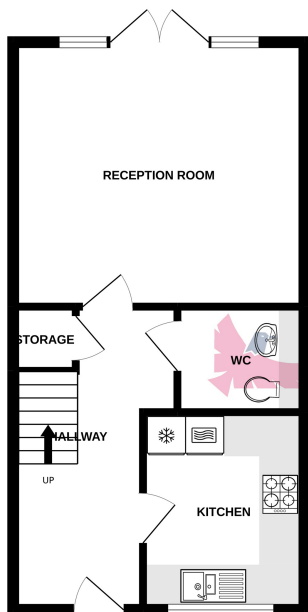 RECEPTION ROOM
STORAGE
WC
HALLWAY
UP
KITCHEN